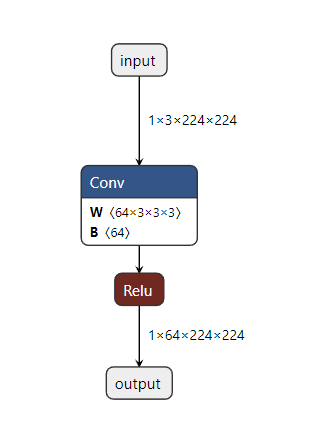 input
1×3×224×224
Conv
W 〈64×3×3×3〉
B 〈64〉
Relu
1×64×224×224
output